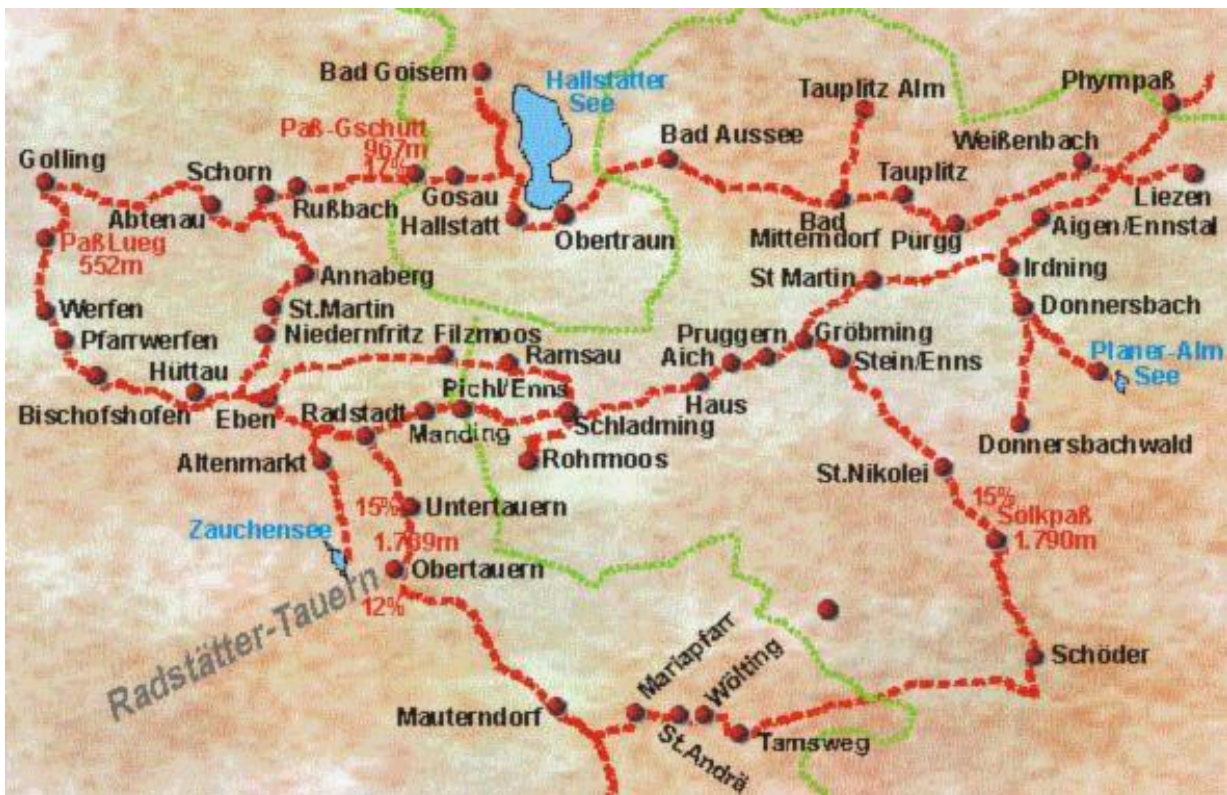 Bad Goisern
Hallstätter
See
Tauplitz Alm
Phympaß
Paß-Gschütt
967m
17%
Bad Aussee
Weißenbach
Golling
Schorn
Gosau
Tauplitz
Liezen
Abtenau
Rußbach
Hallstatt
Obertraun
Bad
Mitterndorf
Pürgg
Aigen/Ennstal
Paß Lueg
552m
Annaberg
St Martin
Irdning
Werfen
St.Martin
Donnersbach
Pfarrwerfen
Niedernfritz
Filzmoos
Pruggern
Gröbming
Hüttau
Ramsau
Aich
Stein/Enns
Planer-Alm
See
Bischofshofen
Eben
Radstadt
Pichl/Enns
Manding
Haus
Schladming
Donnersbachwald
Altenmarkt
Rohrmoos
St.Nikolei
15%
Untertauern
15%
Sölkpaß
1.790m
Zauchensee
1.739m
Obertauern
12%
Radstätter-Tauern
Mariapfarr
Wölting
Schöder
Mauterndorf
St.Andrä
Tamsweg